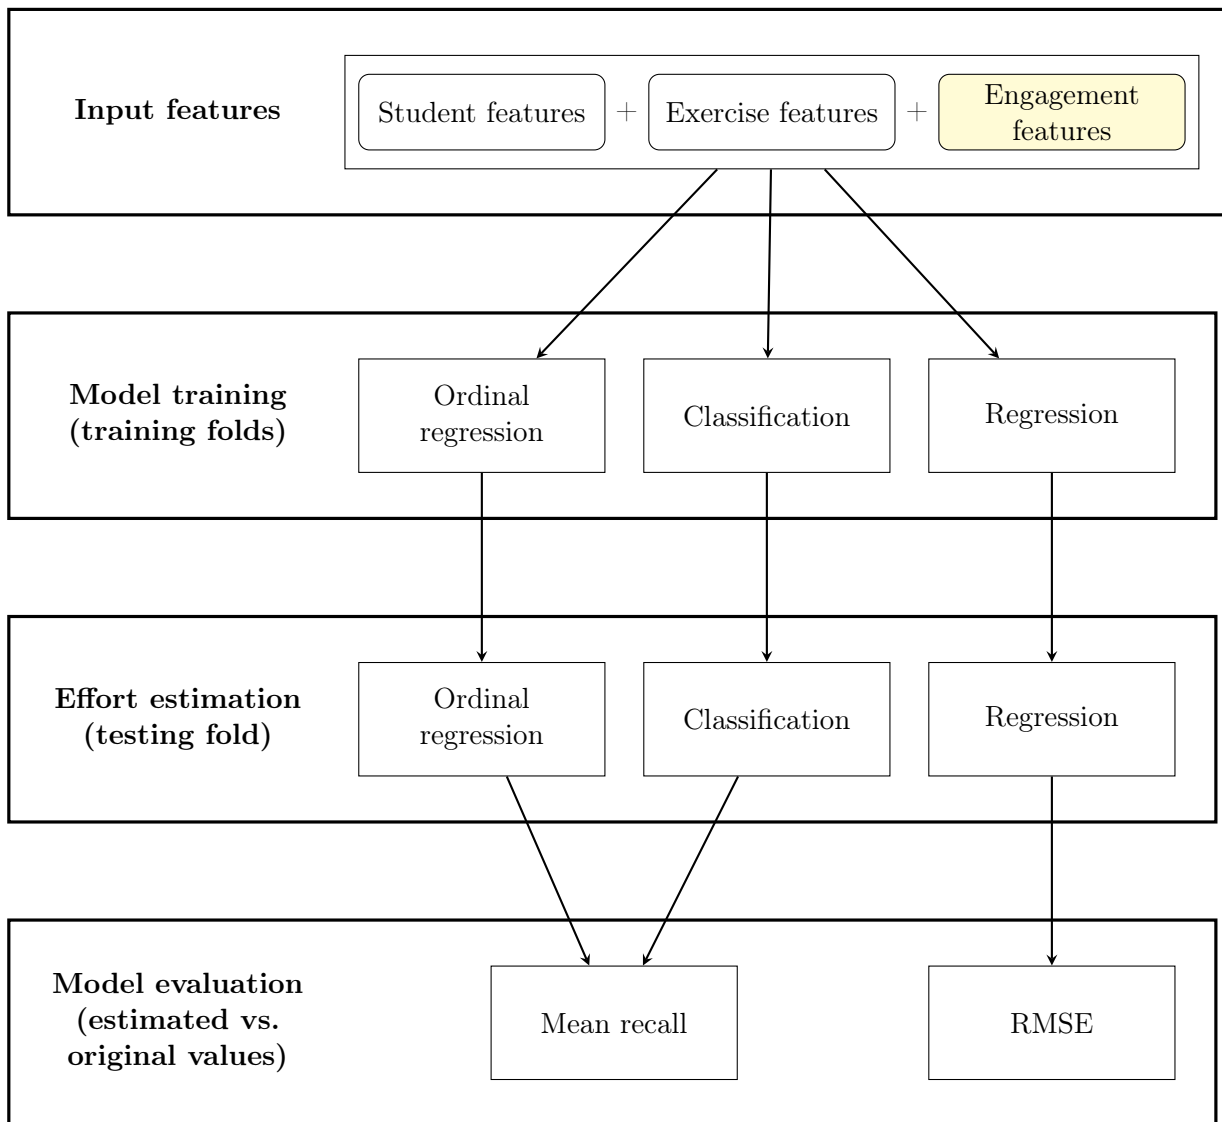 Input features
Student features + Exercise features + Engagement
features
Model training
(training folds)
Ordinal
regression
Classification
Regression
Effort estimation
(testing fold)
Ordinal
regression
Classification
Regression
Model evaluation
(estimated vs.
original values)
Mean recall
RMSE